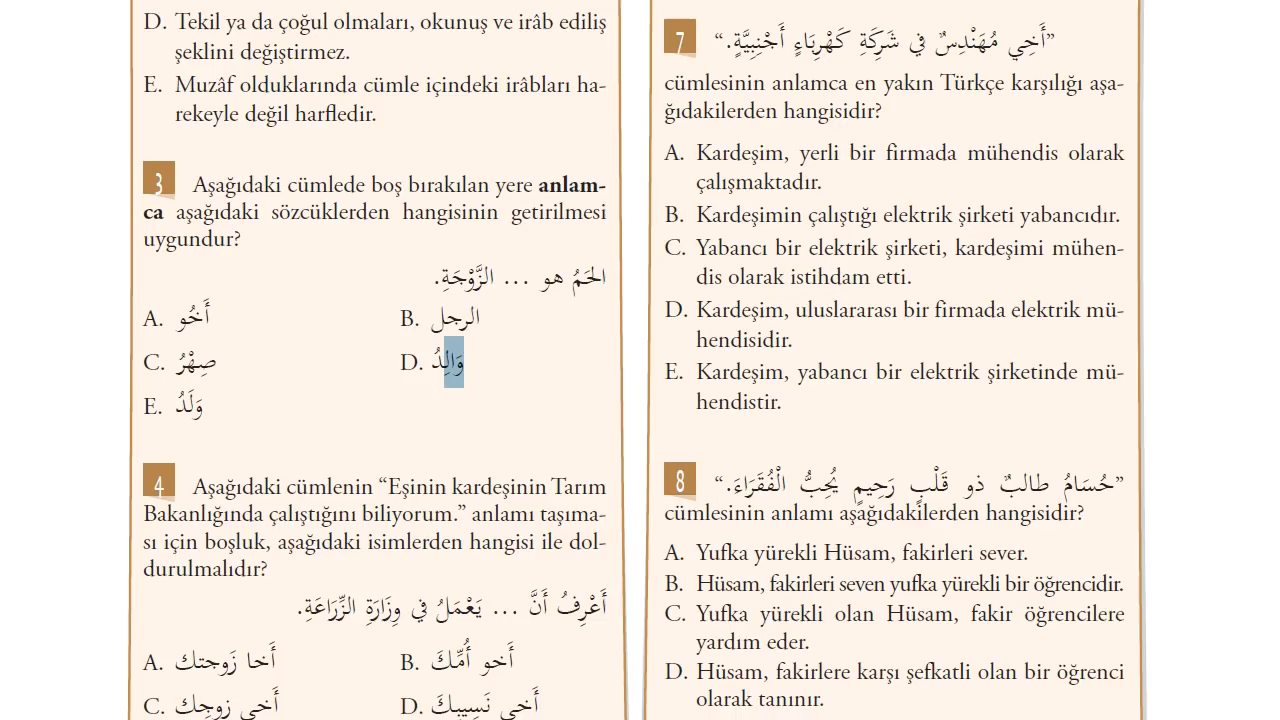 D. Tekil ya da çoğul olmaları, okunuş ve irâb ediliş
şeklini değiştirmez.
E. Muzâf olduklarında cümle içindeki irâbları ha-
rekeyle değil harfledir.
3 Aşağıdaki cümlede boş bırakılan yere anlam-
ca aşağıdaki sözcüklerden hangisinin getirilmesi
uygundur?
الحَمُ هو ... الزَّوْجَةِ.
A. أَخُو
B. الرجل
C. صِهْرُ
D. وَالِدُ
E. وَلَدُ
4 Aşağıdaki cümlenin “Eşinin kardeşinin Tarım
Bakanlığında çalıştığını biliyorum.” anlamı taşıma-
sı için boşluk, aşağıdaki isimlerden hangisi ile dol-
durulmalıdır?
أَعْرِفُ أَنَّ ... يَعْمَلُ في وِزَارَةِ الزِّرَاعَةِ.
A. أَخا زَوجتك
B. أَخو أُمِّكَ
C. أَخي زوجِك
D. أَخي نَسِيبِكَ
7 ”أَخِي مُهَنْدِسٌ في شَرِكَةِ كَهْرِبَاءٍ أَجْنِبِيَّةٍ.“
cümlesinin anlamca en yakın Türkçe karşılığı aşa-
ğıdakilerden hangisidir?
A. Kardeşim, yerli bir firmada mühendis olarak
çalışmaktadır.
B. Kardeşimin çalıştığı elektrik şirketi yabancıdır.
C. Yabancı bir elektrik şirketi, kardeşimi mühen-
dis olarak istihdam etti.
D. Kardeşim, uluslararası bir firmada elektrik mü-
hendisidir.
E. Kardeşim, yabancı bir elektrik şirketinde mü-
hendistir.
8 ”حُسَامُ طالبٌ ذو قَلْبٍ رَحِيمٍ يُحِبُّ الْفُقَرَاءَ.“
cümlesinin anlamı aşağıdakilerden hangisidir?
A. Yufka yürekli Hüsam, fakirleri sever.
B. Hüsam, fakirleri seven yufka yürekli bir öğrencidir.
C. Yufka yürekli olan Hüsam, fakir öğrencilere
yardım eder.
D. Hüsam, fakirlere karşı şefkatli olan bir öğrenci
olarak tanınır.